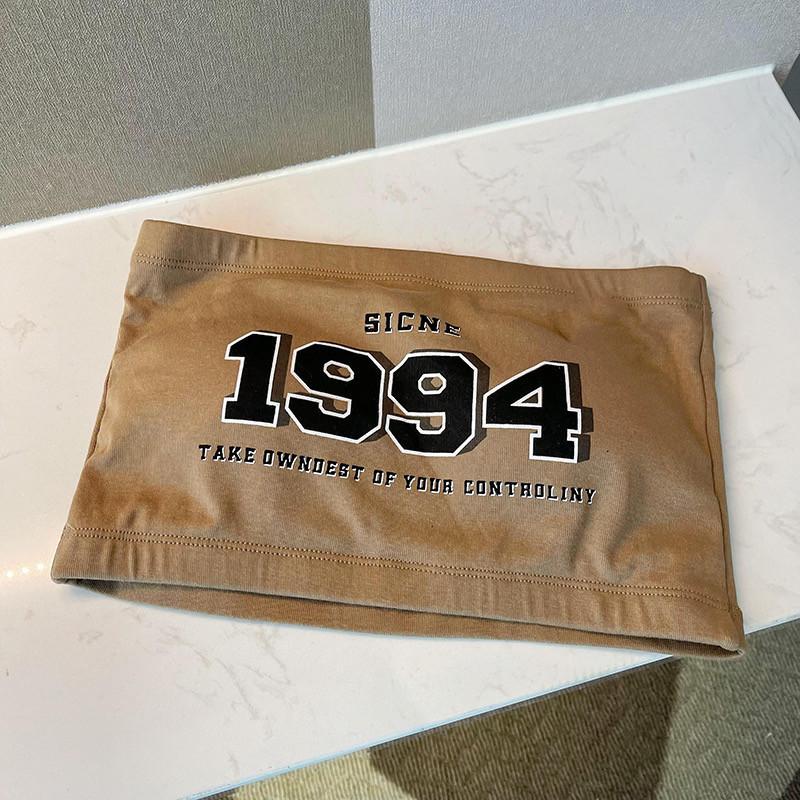 SICNE
1994
TAKE OWNDEST OF YOUR CONTROLINY